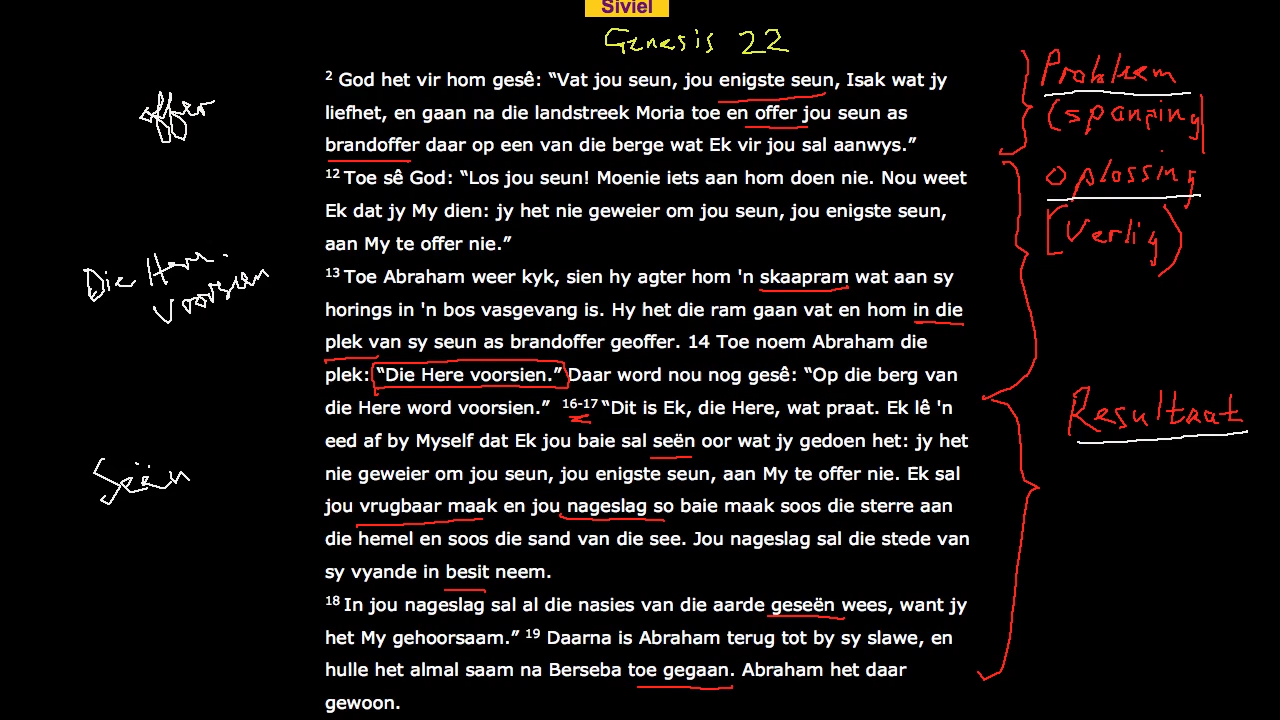 Siviel
Genesis 22
2 God het vir hom gesê: “Vat jou seun, jou enigste seun, Isak wat jy
liefhet, en gaan na die landstreek Moria toe en offer jou seun as
brandoffer daar op een van die berge wat Ek vir jou sal aanwys.”
12 Toe sê God: “Los jou seun! Moenie iets aan hom doen nie. Nou weet
Ek dat jy My dien: jy het nie geweier om jou seun, jou enigste seun,
aan My te offer nie.”
13 Toe Abraham weer kyk, sien hy agter hom 'n skaapram wat aan sy
horings in 'n bos vasgevang is. Hy het die ram gaan vat en hom in die
plek van sy seun as brandoffer geoffer. 14 Toe noem Abraham die
plek: “Die Here voorsien.” Daar word nou nog gesê: “Op die berg van
die Here word voorsien.” 16-17 “Dit is Ek, die Here, wat praat. Ek lê 'n
eed af by Myself dat Ek jou baie sal seën oor wat jy gedoen het: jy het
nie geweier om jou seun, jou enigste seun, aan My te offer nie. Ek sal
jou vrugbaar maak en jou nageslag so baie maak soos die sterre aan
die hemel en soos die sand van die see. Jou nageslag sal die stede van
sy vyande in besit neem.
18 In jou nageslag sal al die nasies van die aarde geseën wees, want jy
het My gehoorsaam.” 19 Daarna is Abraham terug tot by sy slawe, en
hulle het almal saam na Berseba toe gegaan. Abraham het daar
gewoon.
offer
Die Here
Voorsien
Seën
Probleem
(spanning)
Oplossing
(Verlig)
Resultaat